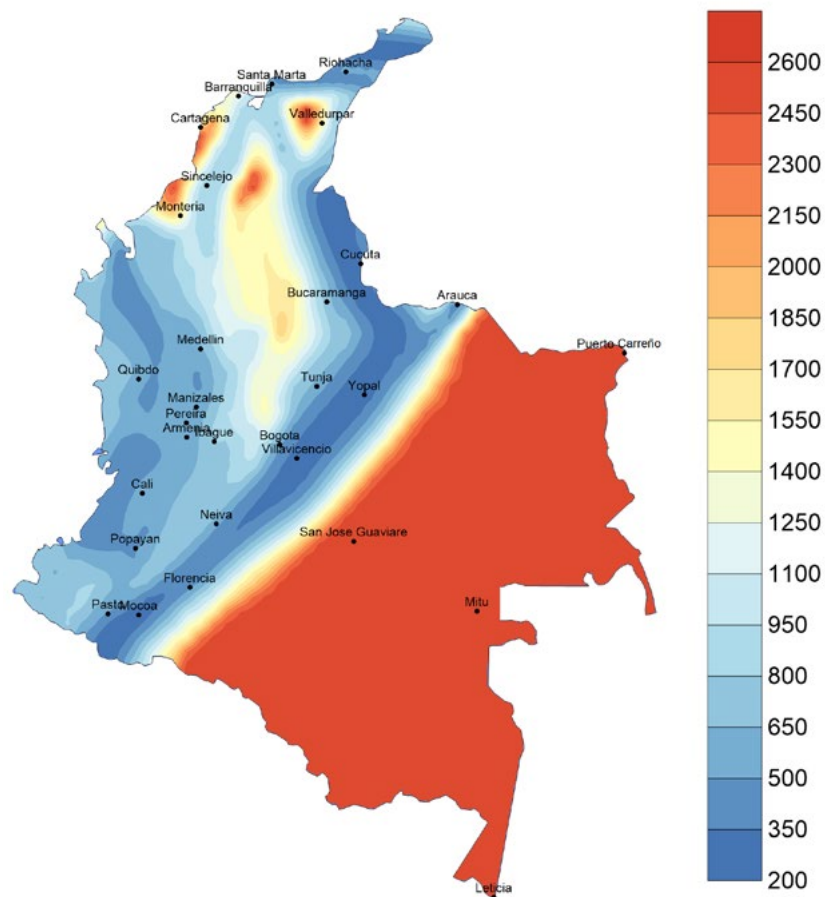 Riohacha
Santa Marta
Barranquilla
Cartagena
Valledurpar
Sincelejo
Monteria
Cucuta
Bucaramanga
Arauca
Puerto Carreño
Medellin
Quibdo
Tunja
Yopal
Manizales
Pereira
Armenia
Ibague
Bogota
Villavicencio
Cali
Neiva
San Jose Guaviare
Popayan
Florencia
Pasto
Mocoa
Mitu
Leticia
2600
2450
2300
2150
2000
1850
1700
1550
1400
1250
1100
950
800
650
500
350
200